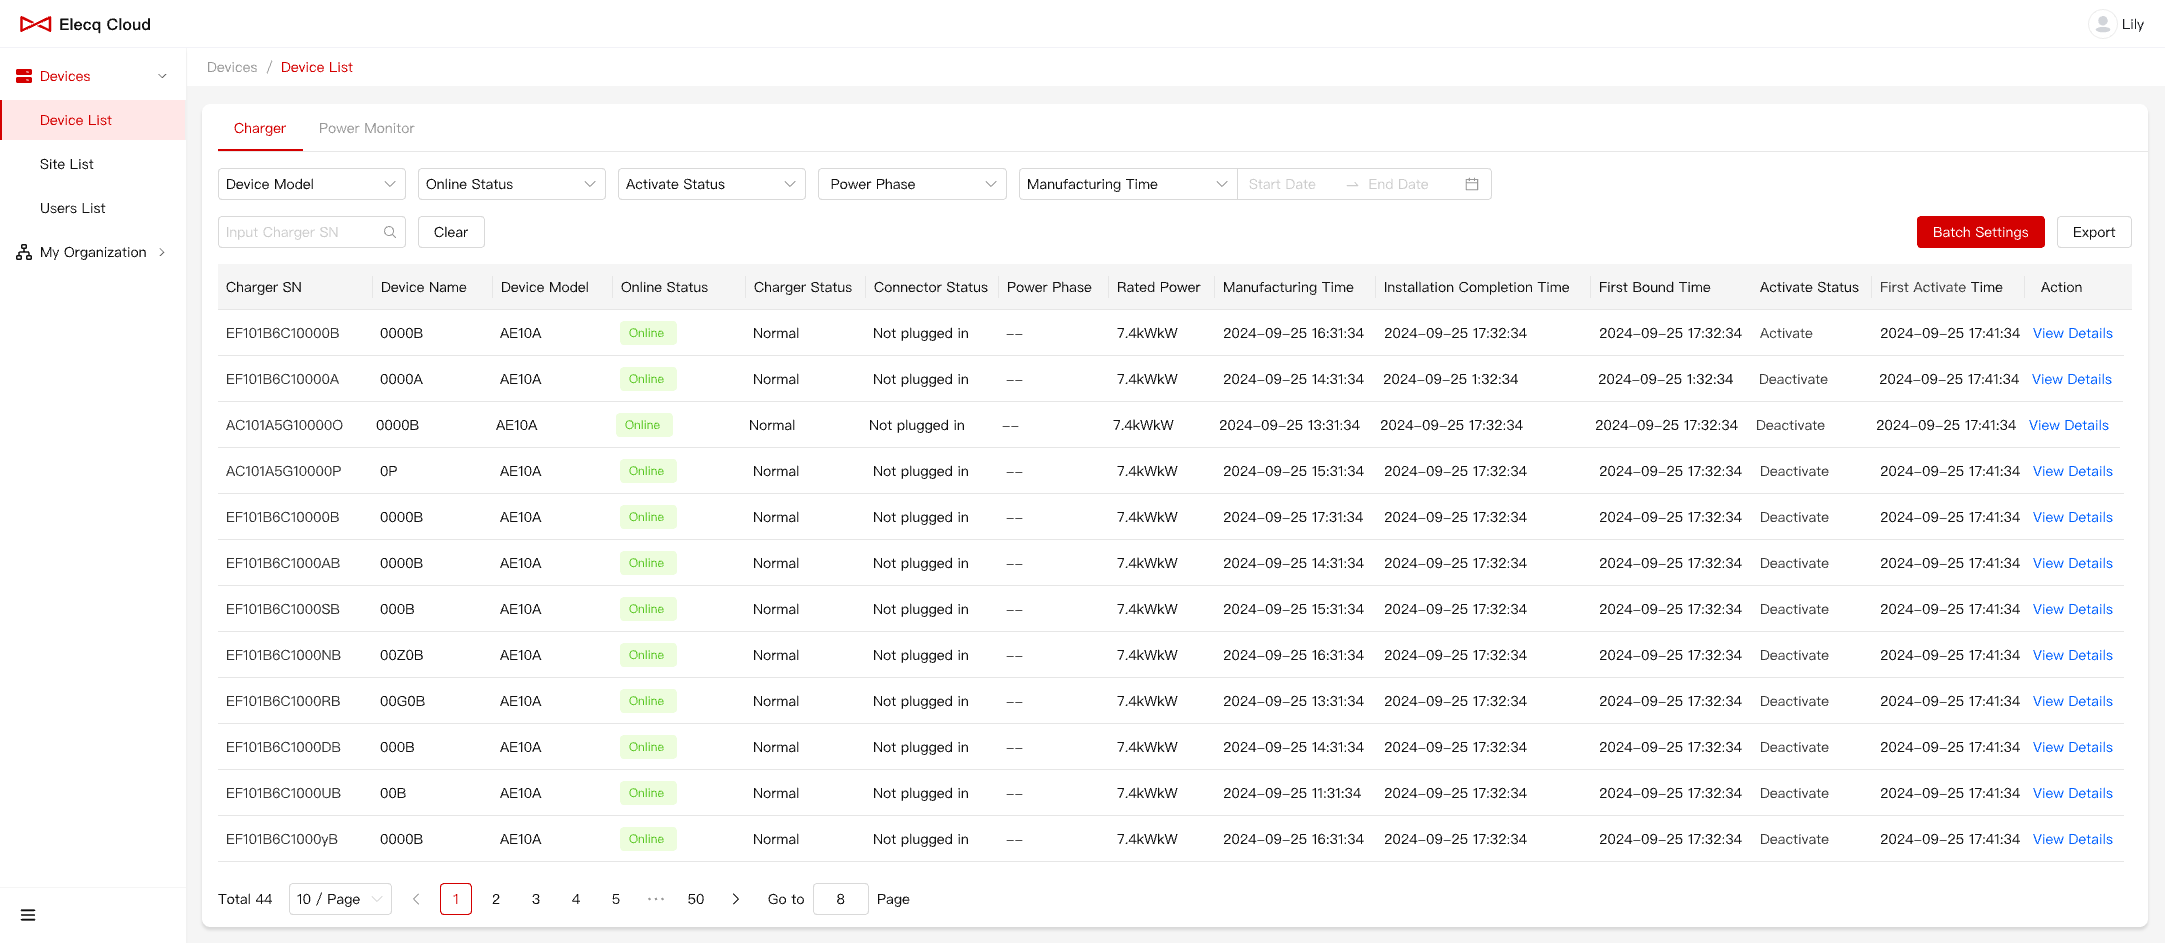 Elecq Cloud
Lily
Devices
Device List
Site List
Users List
My Organization
Devices / Device List
Charger Power Monitor
Device Model Online Status Activate Status Power Phase Manufacturing Time Start Date → End Date
Input Charger SN Clear Batch Settings Export
Charger SN Device Name Device Model Online Status Charger Status Connector Status Power Phase Rated Power Manufacturing Time Installation Completion Time First Bound Time Activate Status First Activate Time Action
EF101B6C10000B 0000B AE10A Online Normal Not plugged in -- 7.4kWkW 2024-09-25 16:31:34 2024-09-25 17:32:34 2024-09-25 17:32:34 Activate 2024-09-25 17:41:34 View Details
EF101B6C10000A 0000A AE10A Online Normal Not plugged in -- 7.4kWkW 2024-09-25 14:31:34 2024-09-25 1:32:34 2024-09-25 1:32:34 Deactivate 2024-09-25 17:41:34 View Details
AC101A5G10000O 0000B AE10A Online Normal Not plugged in -- 7.4kWkW 2024-09-25 13:31:34 2024-09-25 17:32:34 2024-09-25 17:32:34 Deactivate 2024-09-25 17:41:34 View Details
AC101A5G10000P 0P AE10A Online Normal Not plugged in -- 7.4kWkW 2024-09-25 15:31:34 2024-09-25 17:32:34 2024-09-25 17:32:34 Deactivate 2024-09-25 17:41:34 View Details
EF101B6C10000B 0000B AE10A Online Normal Not plugged in -- 7.4kWkW 2024-09-25 17:31:34 2024-09-25 17:32:34 2024-09-25 17:32:34 Deactivate 2024-09-25 17:41:34 View Details
EF101B6C1000AB 0000B AE10A Online Normal Not plugged in -- 7.4kWkW 2024-09-25 14:31:34 2024-09-25 17:32:34 2024-09-25 17:32:34 Deactivate 2024-09-25 17:41:34 View Details
EF101B6C1000SB 000B AE10A Online Normal Not plugged in -- 7.4kWkW 2024-09-25 15:31:34 2024-09-25 17:32:34 2024-09-25 17:32:34 Deactivate 2024-09-25 17:41:34 View Details
EF101B6C1000NB 00Z0B AE10A Online Normal Not plugged in -- 7.4kWkW 2024-09-25 16:31:34 2024-09-25 17:32:34 2024-09-25 17:32:34 Deactivate 2024-09-25 17:41:34 View Details
EF101B6C1000RB 00G0B AE10A Online Normal Not plugged in -- 7.4kWkW 2024-09-25 13:31:34 2024-09-25 17:32:34 2024-09-25 17:32:34 Deactivate 2024-09-25 17:41:34 View Details
EF101B6C1000DB 000B AE10A Online Normal Not plugged in -- 7.4kWkW 2024-09-25 14:31:34 2024-09-25 17:32:34 2024-09-25 17:32:34 Deactivate 2024-09-25 17:41:34 View Details
EF101B6C1000UB 00B AE10A Online Normal Not plugged in -- 7.4kWkW 2024-09-25 11:31:34 2024-09-25 17:32:34 2024-09-25 17:32:34 Deactivate 2024-09-25 17:41:34 View Details
EF101B6C1000yB 0000B AE10A Online Normal Not plugged in -- 7.4kWkW 2024-09-25 16:31:34 2024-09-25 17:32:34 2024-09-25 17:32:34 Deactivate 2024-09-25 17:41:34 View Details
Total 44 10 / Page 1 2 3 4 5 ··· 50 Go to 8 Page